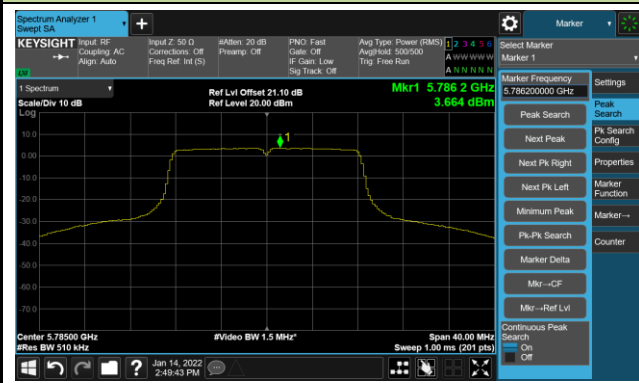 Spectrum Analyzer 1
Swept SA
+
Marker
KEYSIGHT
Input: RF
Coupling: AC
Align: Auto
Input Z: 50 Ω
Corrections: Off
Freq Ref: Int (S)
#Atten: 20 dB
Preamp: Off
PNO: Fast
Gate: Off
IF Gain: Low
Sig Track: Off
Avg Type: Power (RMS)
Avg|Hold: 500/500
Trig: Free Run
1 2 3 4 5 6
A W W W W W
A N N N N N
LXI
Select Marker
Marker 1
1 Spectrum
Scale/Div 10 dB
Log
Ref Lvl Offset 21.10 dB
Ref Level 20.00 dBm
Mkr1 5.786 2 GHz
3.664 dBm
1
10.0
0.00
-10.0
-20.0
-30.0
-40.0
-50.0
-60.0
-70.0
Center 5.78500 GHz
#Res BW 510 kHz
#Video BW 1.5 MHz*
Span 40.00 MHz
Sweep 1.00 ms (201 pts)
Marker Frequency
5.786200000 GHz
Peak Search
Next Peak
Next Pk Right
Next Pk Left
Minimum Peak
Pk-Pk Search
Marker Delta
Mkr→CF
Mkr→Ref Lvl
Continuous Peak
Search
On
Off
Settings
Peak
Search
Pk Search
Config
Properties
Marker
Function
Marker→
Counter
?
Jan 14, 2022
2:49:43 PM